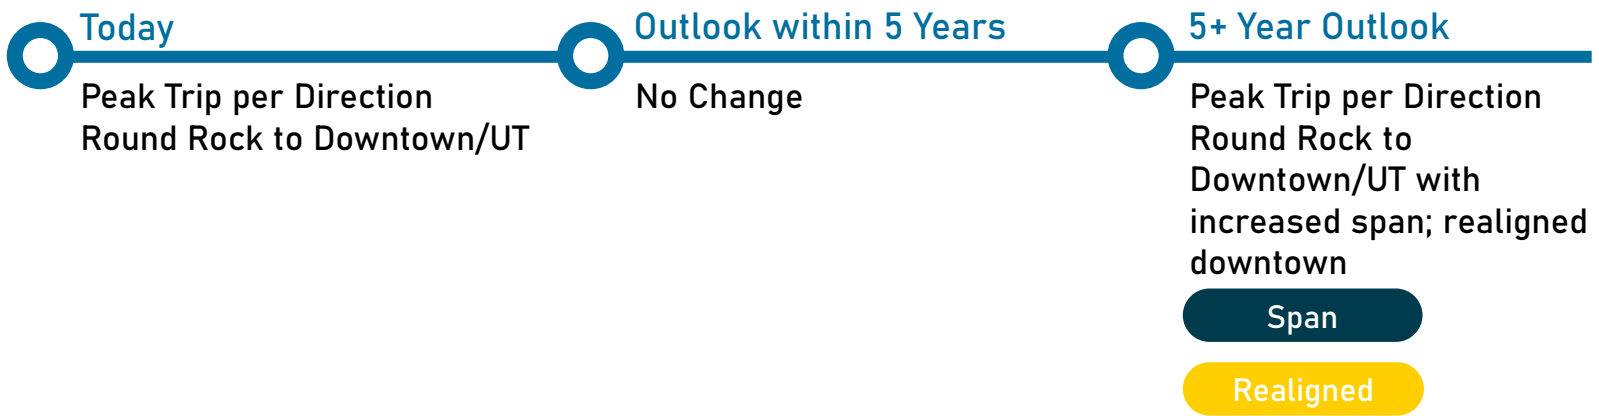 Today
Peak Trip per Direction
Round Rock to Downtown/UT
Outlook within 5 Years
No Change
5+ Year Outlook
Peak Trip per Direction
Round Rock to
Downtown/UT with
increased span; realigned
downtown
Span
Realigned